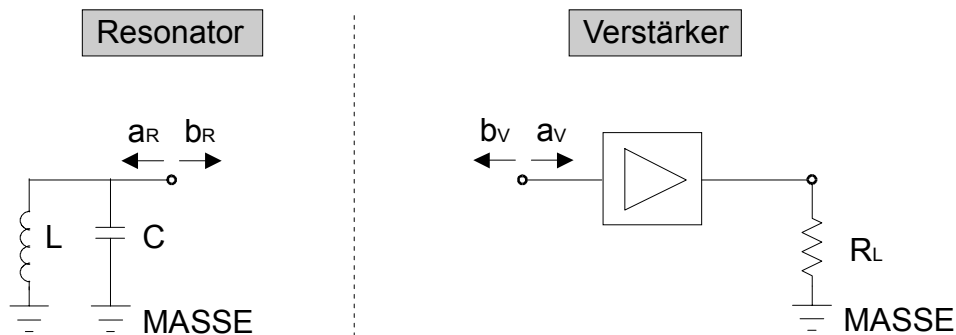 Resonator
Verstärker
aR bR
bV aV
L
C
RL
MASSE
MASSE